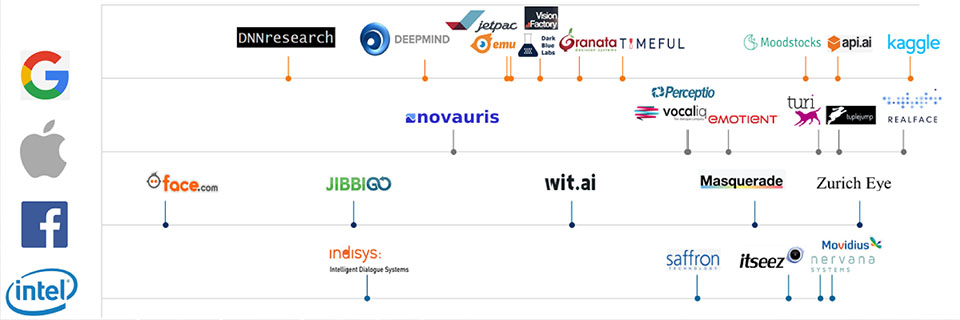 DNNresearch
DEEPMIND
jetpac
emu
Vision
Factory
Dark
Blue
Labs
Granata
decision systems
TIMEFUL
Moodstocks
api.ai
kaggle
novauris
Perceptio
vocaliq
emotient
turi
tuplejump
REALFACE
face.com
JIBBIGO
wit.ai
Masquerade
Zurich Eye
f
intel
indisys:
Intelligent Dialogue Systems
saffron
TECHNOLOGY
itseez
Movidius
nervana
SYSTEMS